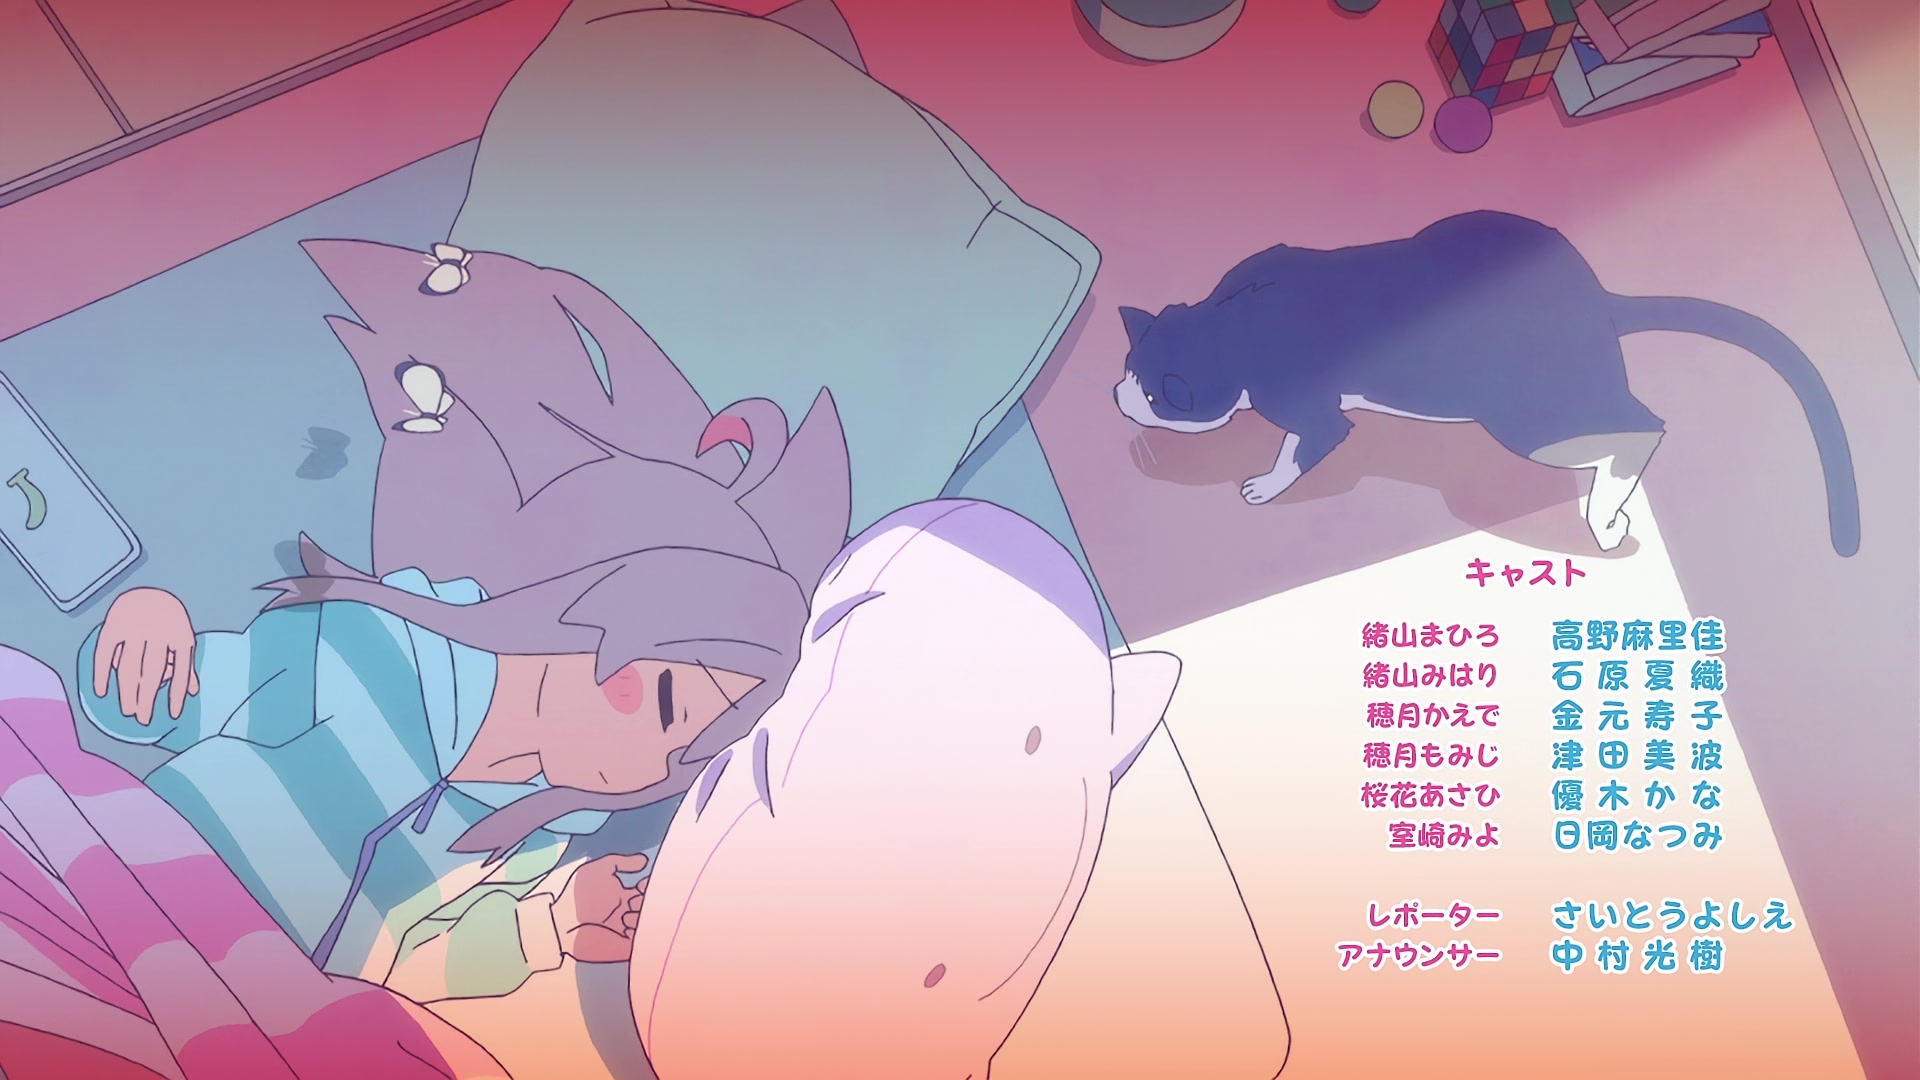 キャスト
緒山まひろ 高野麻里佳
緒山みはり 石原夏織
穂月かえで 金元寿子
穂月もみじ 津田美波
桜花あさひ 優木かな
室崎みよ 日岡なつみ
レポーター さいとうよしえ
アナウンサー 中村光樹